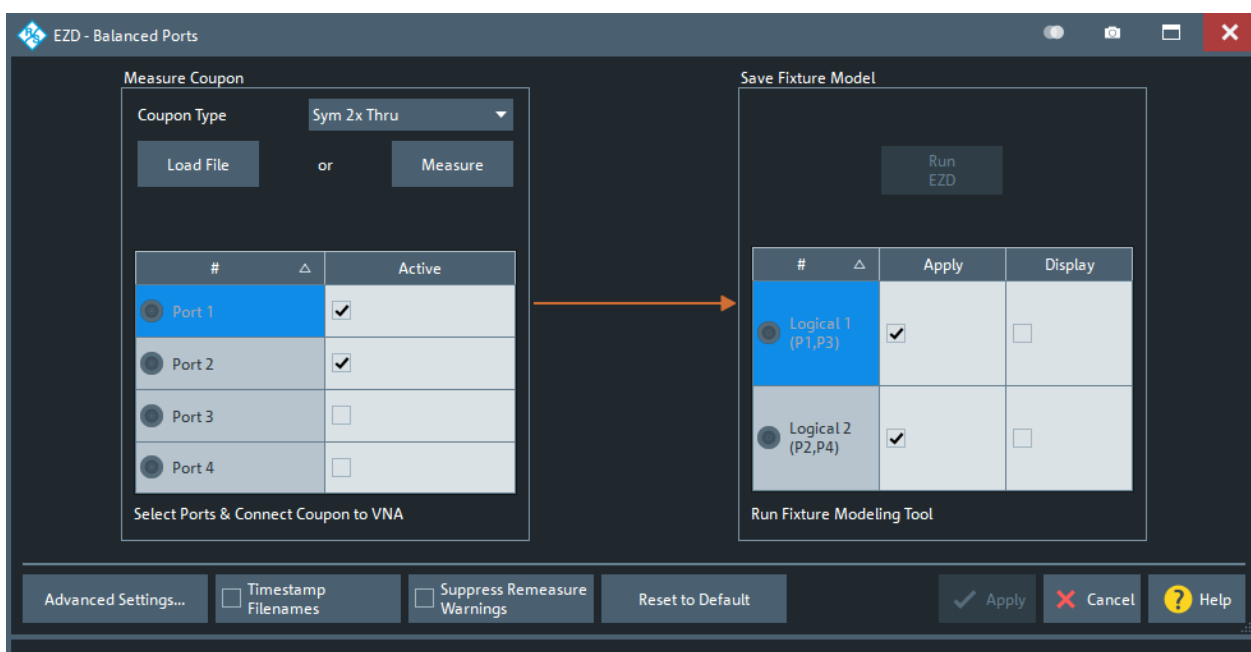 EZD - Balanced Ports
Measure Coupon
Coupon Type
Sym 2x Thru
Load File
or
Measure
# Active
Port 1
Port 2
Port 3
Port 4
Select Ports & Connect Coupon to VNA
Save Fixture Model
Run
EZD
# Apply Display
Logical 1
(P1,P3)
Logical 2
(P2,P4)
Run Fixture Modeling Tool
Advanced Settings...
Timestamp
Filenames
Suppress Remeasure
Warnings
Reset to Default
Apply
Cancel
? Help